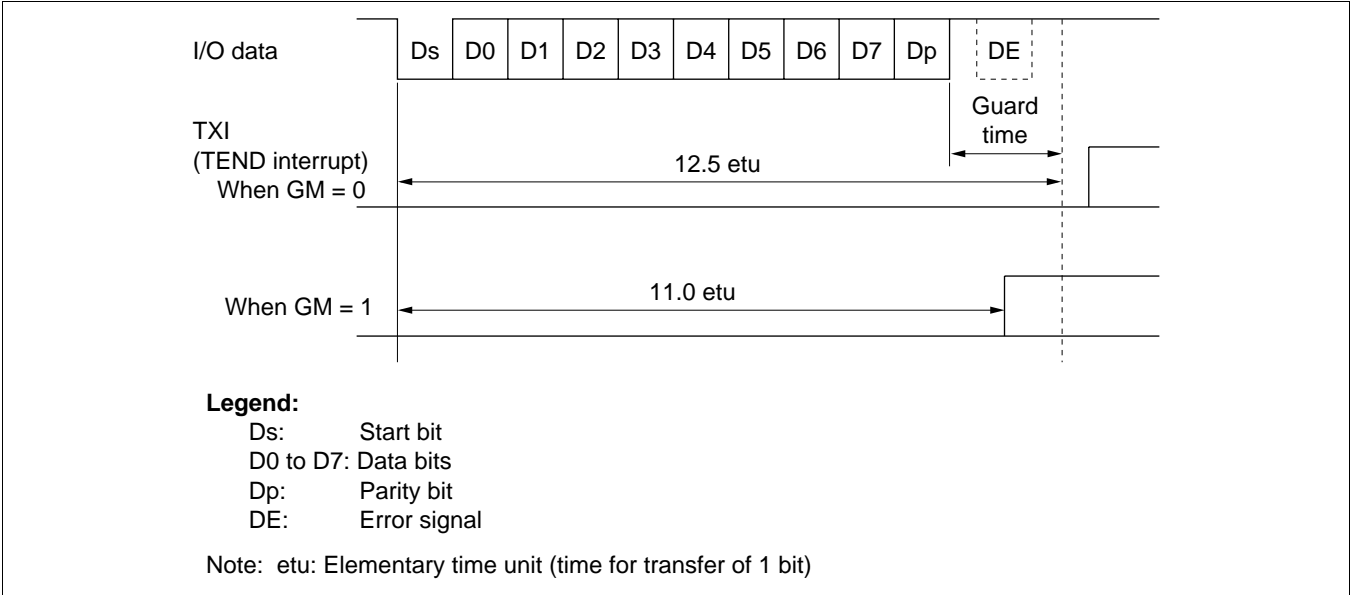 I/O data
Ds D0 D1 D2 D3 D4 D5 D6 D7 Dp DE
Guard
time
TXI
(TEND interrupt)
When GM = 0
12.5 etu
When GM = 1
11.0 etu
Legend:
Ds: Start bit
D0 to D7: Data bits
Dp: Parity bit
DE: Error signal
Note: etu: Elementary time unit (time for transfer of 1 bit)